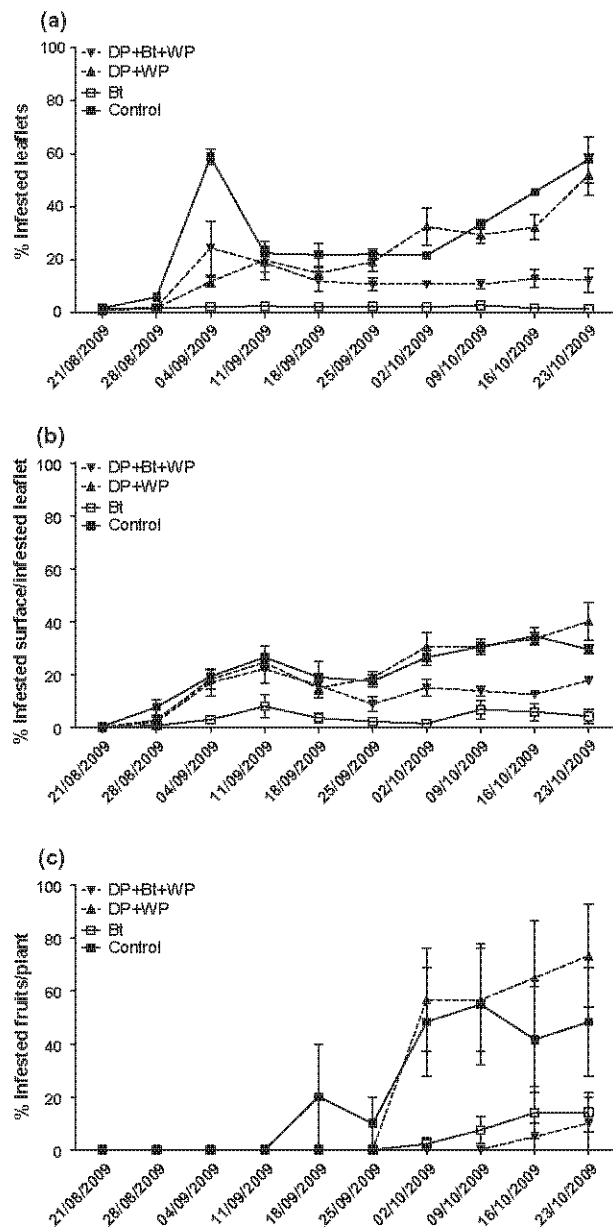 (a)
100
80
60
40
20
0
% Infested leaflets
DP+Bt+WP
DP+WP
Bt
Control
21/08/2009
28/08/2009
04/09/2009
11/09/2009
18/09/2009
25/09/2009
02/10/2009
09/10/2009
16/10/2009
23/10/2009
(b)
100
80
60
40
20
0
% Infested surface/infested leaflet
DP+Bt+WP
DP+WP
Bt
Control
21/08/2009
28/08/2009
04/09/2009
11/09/2009
18/09/2009
25/09/2009
02/10/2009
09/10/2009
16/10/2009
23/10/2009
(c)
100
80
60
40
20
0
% Infested fruits/plant
DP+Bt+WP
DP+WP
Bt
Control
21/08/2009
28/08/2009
04/09/2009
11/09/2009
18/09/2009
25/09/2009
02/10/2009
09/10/2009
16/10/2009
23/10/2009